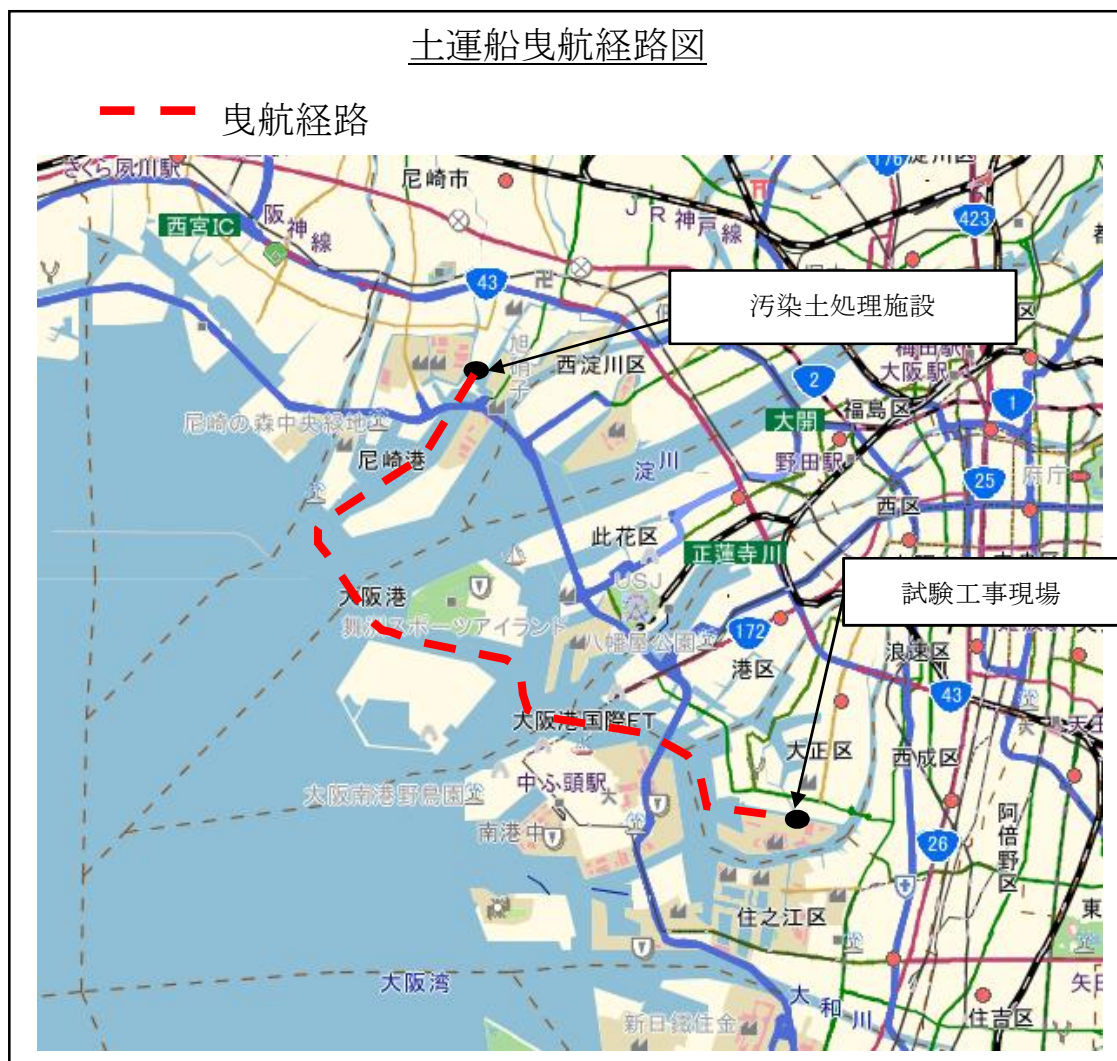 土運船曳航経路図
曳航経路
さくら夙川駅
尼崎市
176
淀川区
423
阪神線
西宮IC
JR神戸線
43
汚染土処理施設
西淀川区
梅田駅
大阪駅
2
福島区
1
大開
野田駅
尼崎の森中央緑地
尼崎港
淀川
25
府庁
西区
此花区
正蓮寺川
USJ
試験工事現場
大阪港
舞洲スポーツアイランド
八幡屋公園
172
港区
浪速区
43
大阪港国際FT
大正区
西成区
中ふ頭駅
大阪南港野鳥園
南港中
阿倍野区
26
住之江区
東
大阪湾
大和川
矢田
新日鐵住金
住吉区